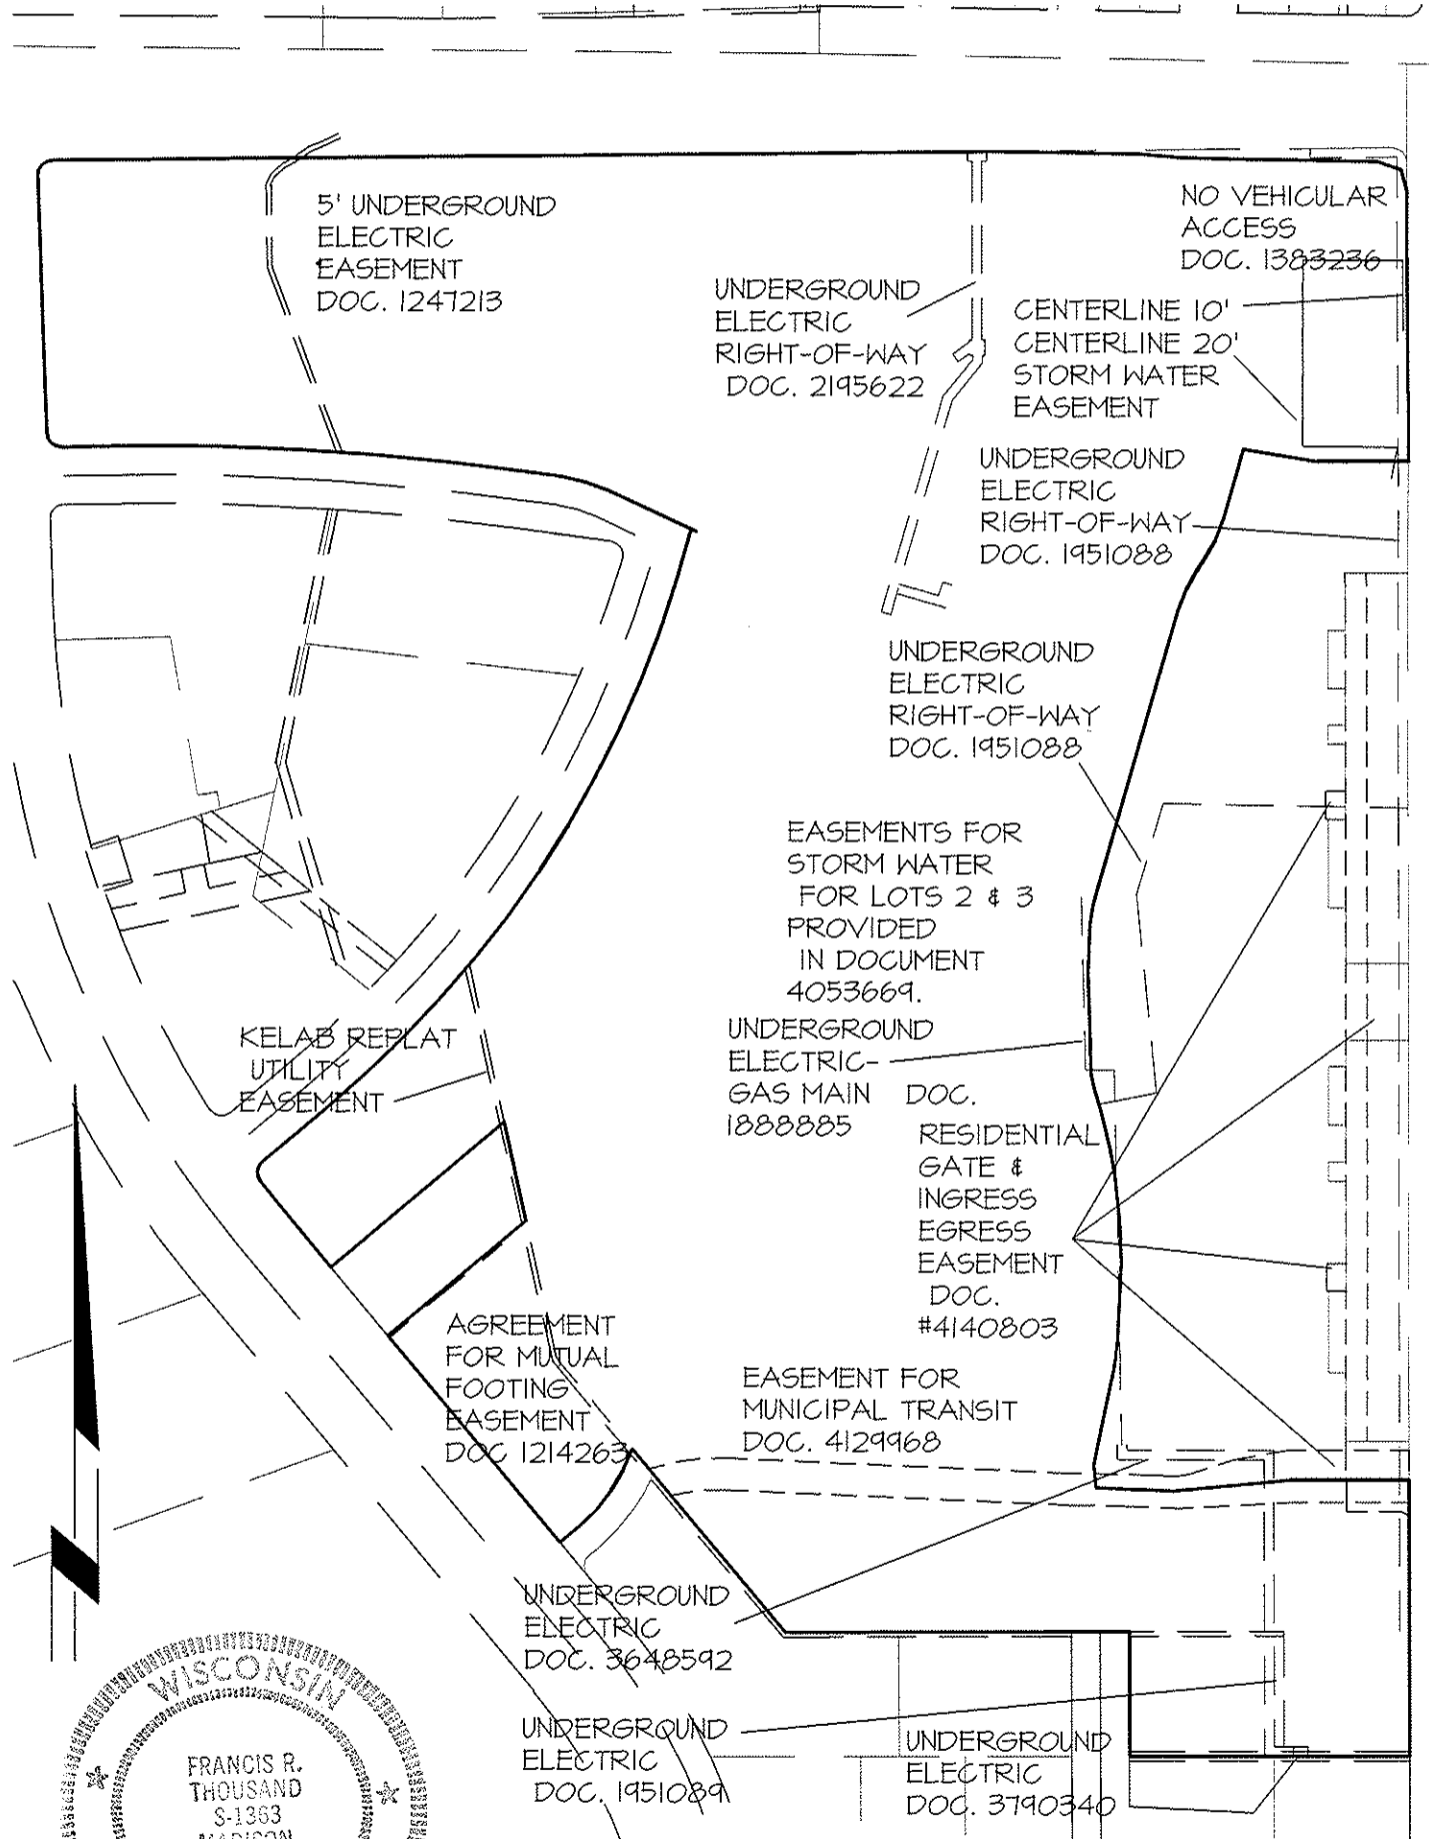 5' UNDERGROUND
ELECTRIC
EASEMENT
DOC. 1247213
NO VEHICULAR
ACCESS
DOC. 1383236
UNDERGROUND
ELECTRIC
RIGHT-OF-WAY
DOC. 2195622
CENTERLINE 10'
CENTERLINE 20'
STORM WATER
EASEMENT
UNDERGROUND
ELECTRIC
RIGHT-OF-WAY
DOC. 1951088
UNDERGROUND
ELECTRIC
RIGHT-OF-WAY
DOC. 1951088
EASEMENTS FOR
STORM WATER
FOR LOTS 2 & 3
PROVIDED
IN DOCUMENT
4053669.
KELAB REPLAT
UTILITY
EASEMENT
UNDERGROUND
ELECTRIC-
GAS MAIN DOC.
1888885
RESIDENTIAL
GATE &
INGRESS
EGRESS
EASEMENT
DOC.
#4140803
AGREEMENT
FOR MUTUAL
FOOTING
EASEMENT
DOC 1214263
EASEMENT FOR
MUNICIPAL TRANSIT
DOC. 4129968
UNDERGROUND
ELECTRIC
DOC. 3648592
UNDERGROUND
ELECTRIC
DOC. 1951089
UNDERGROUND
ELECTRIC
DOC. 3790340
WISCONSIN
FRANCIS R.
THOUSAND
S-1363
MADISON